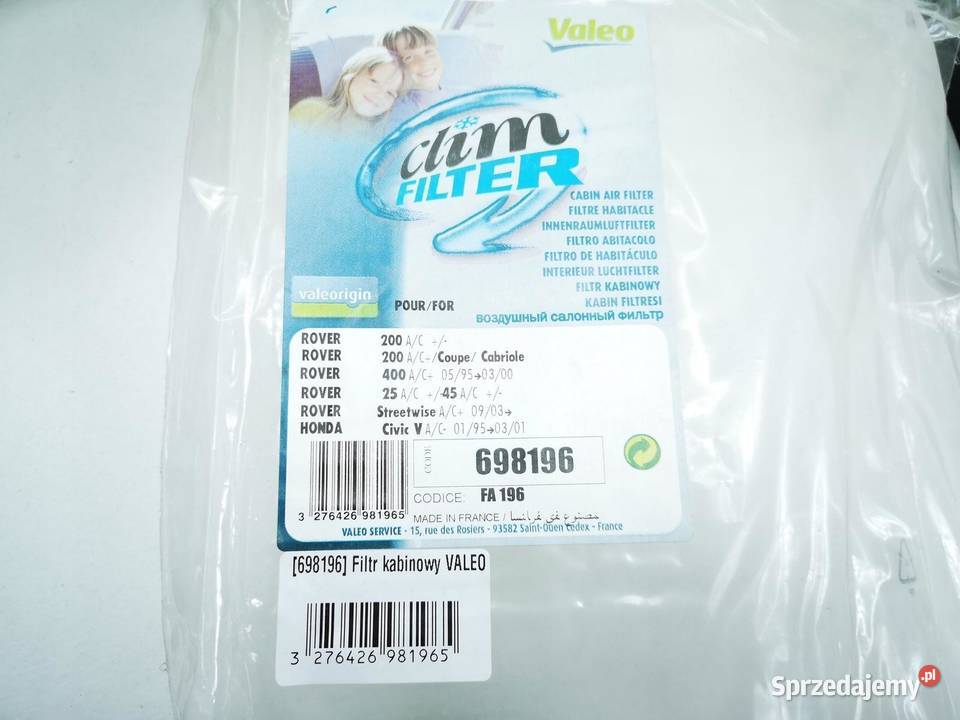 Valeo
clim
FILTER
CABIN AIR FILTER
FILTRE HABITACLE
INNENRAUMLUFTFILTER
FILTRO ABITACOLO
FILTRO DE HABITÁCULO
INTERIEUR LUCHTFILTER
FILTR KABINOWY
KABIN FILTRESI
воздушный салонный фильтр
valeorigin
POUR/FOR
ROVER 200 A/C +/-
ROVER 200 A/C+/Coupe/ Cabriole
ROVER 400 A/C+ 05/95→03/00
ROVER 25 A/C +/-45 A/C +/-
ROVER Streetwise A/C+ 09/03→
HONDA Civic V A/C- 01/95→03/01
CODE 698196
CODICE: FA 196
3 276426 981965
MADE IN FRANCE / مصنوع في فرانسا
VALEO SERVICE - 15, rue des Rosiers - 93582 Saint-Ouen Cedex - France
[698196] Filtr kabinowy VALEO
3 276426 981965
Sprzedajemy.pl